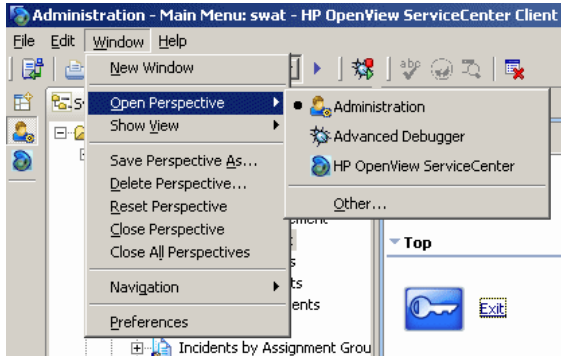 Administration - Main Menu: swat - HP OpenView ServiceCenter Client
File Edit Window Help
New Window
Open Perspective
Show View
Save Perspective As...
Delete Perspective...
Reset Perspective
Close Perspective
Close All Perspectives
Navigation
Preferences
Administration
Advanced Debugger
HP OpenView ServiceCenter
Other...
Top
Exit
Incidents by Assignment Grou